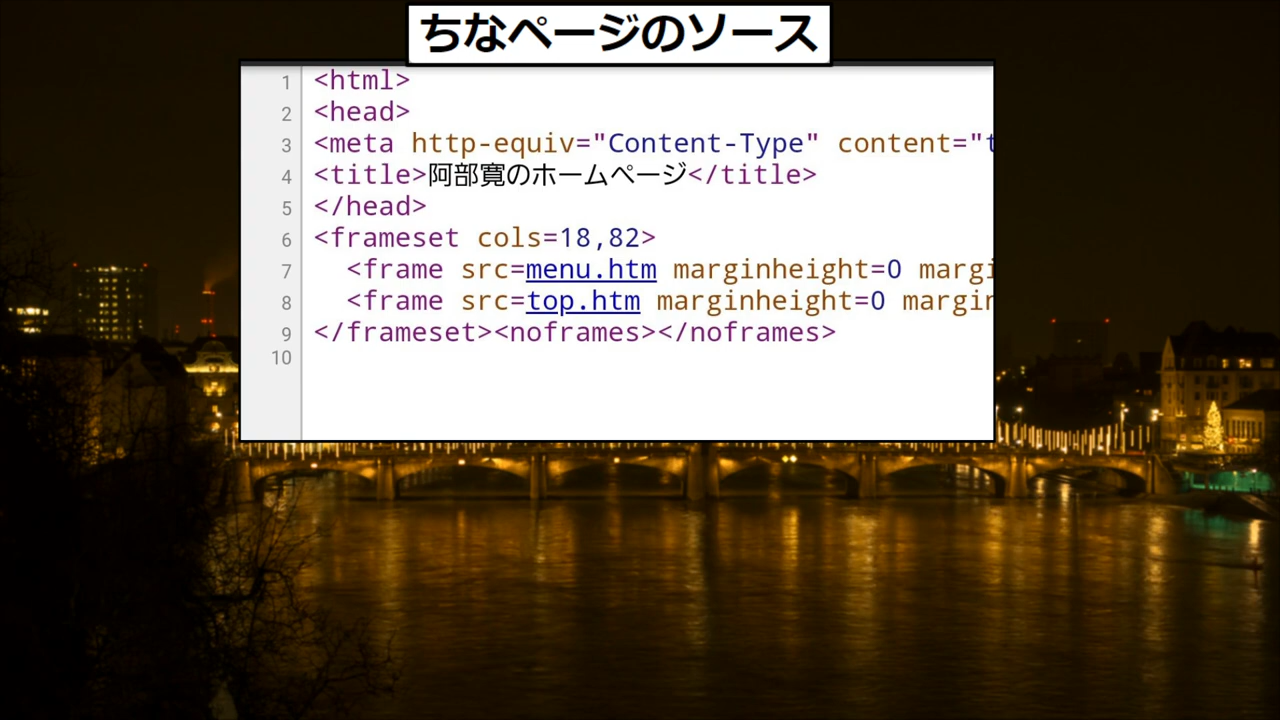 ちなページのソース
1 <html>
2 <head>
3 <meta http-equiv="Content-Type" content="t
4 <title>阿部寛のホームページ</title>
5 </head>
6 <frameset cols=18,82>
7 <frame src=menu.htm marginheight=0 margi
8 <frame src=top.htm marginheight=0 margin
9 </frameset><noframes></noframes>
10